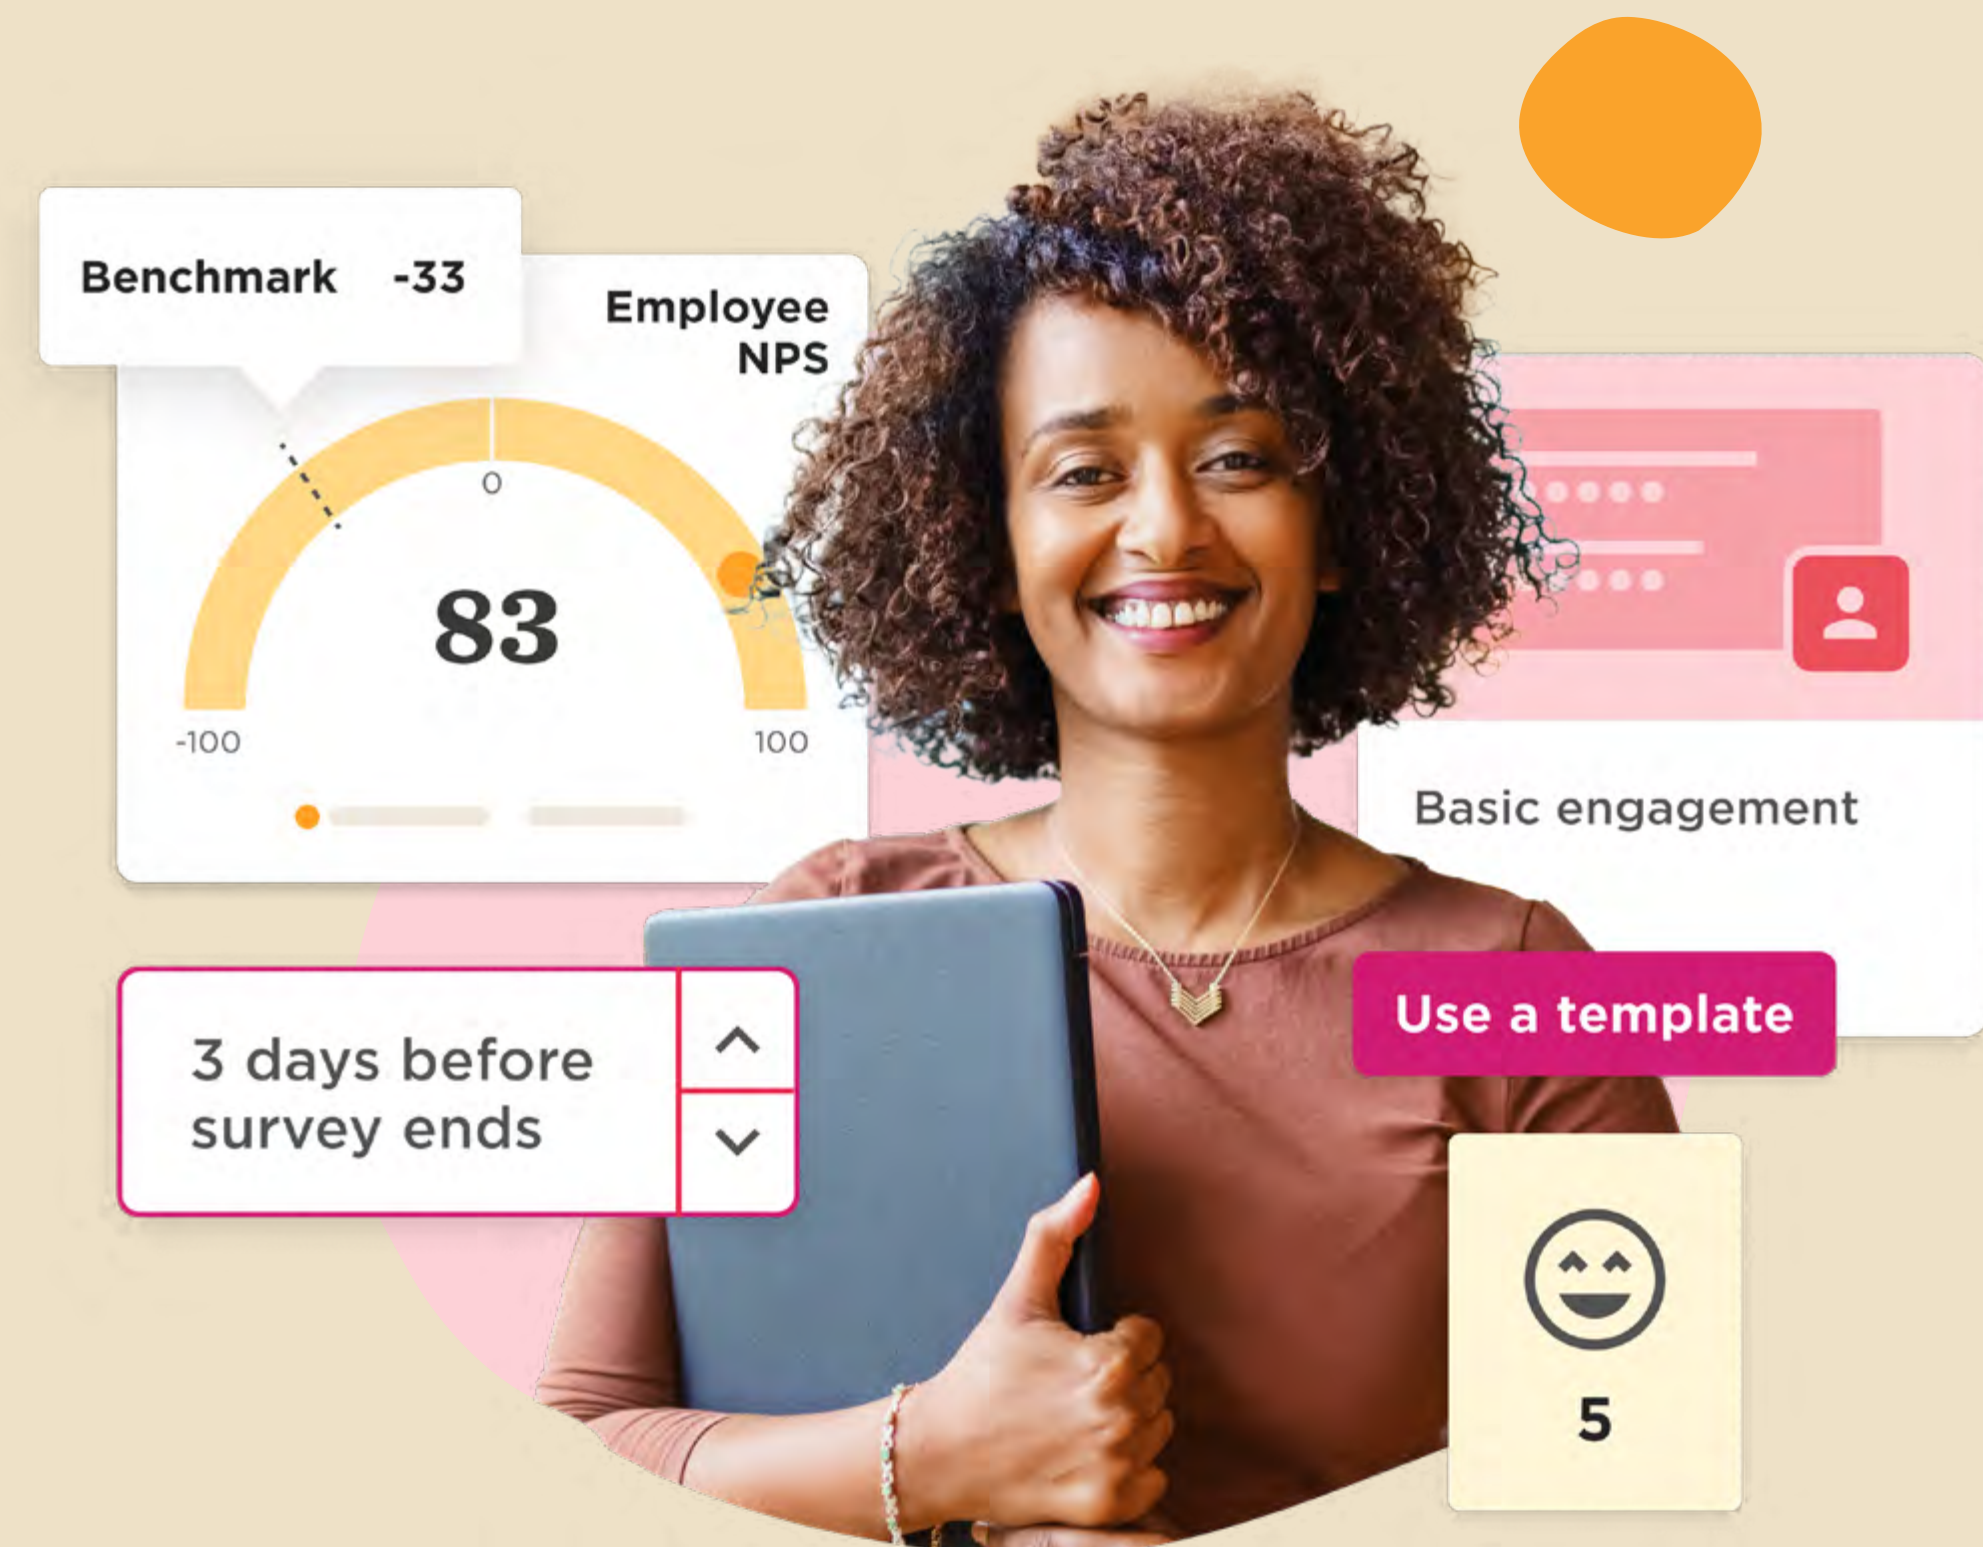 Benchmark -33
Employee
NPS
0
83
-100 100
Basic engagement
3 days before
survey ends
Use a template
5